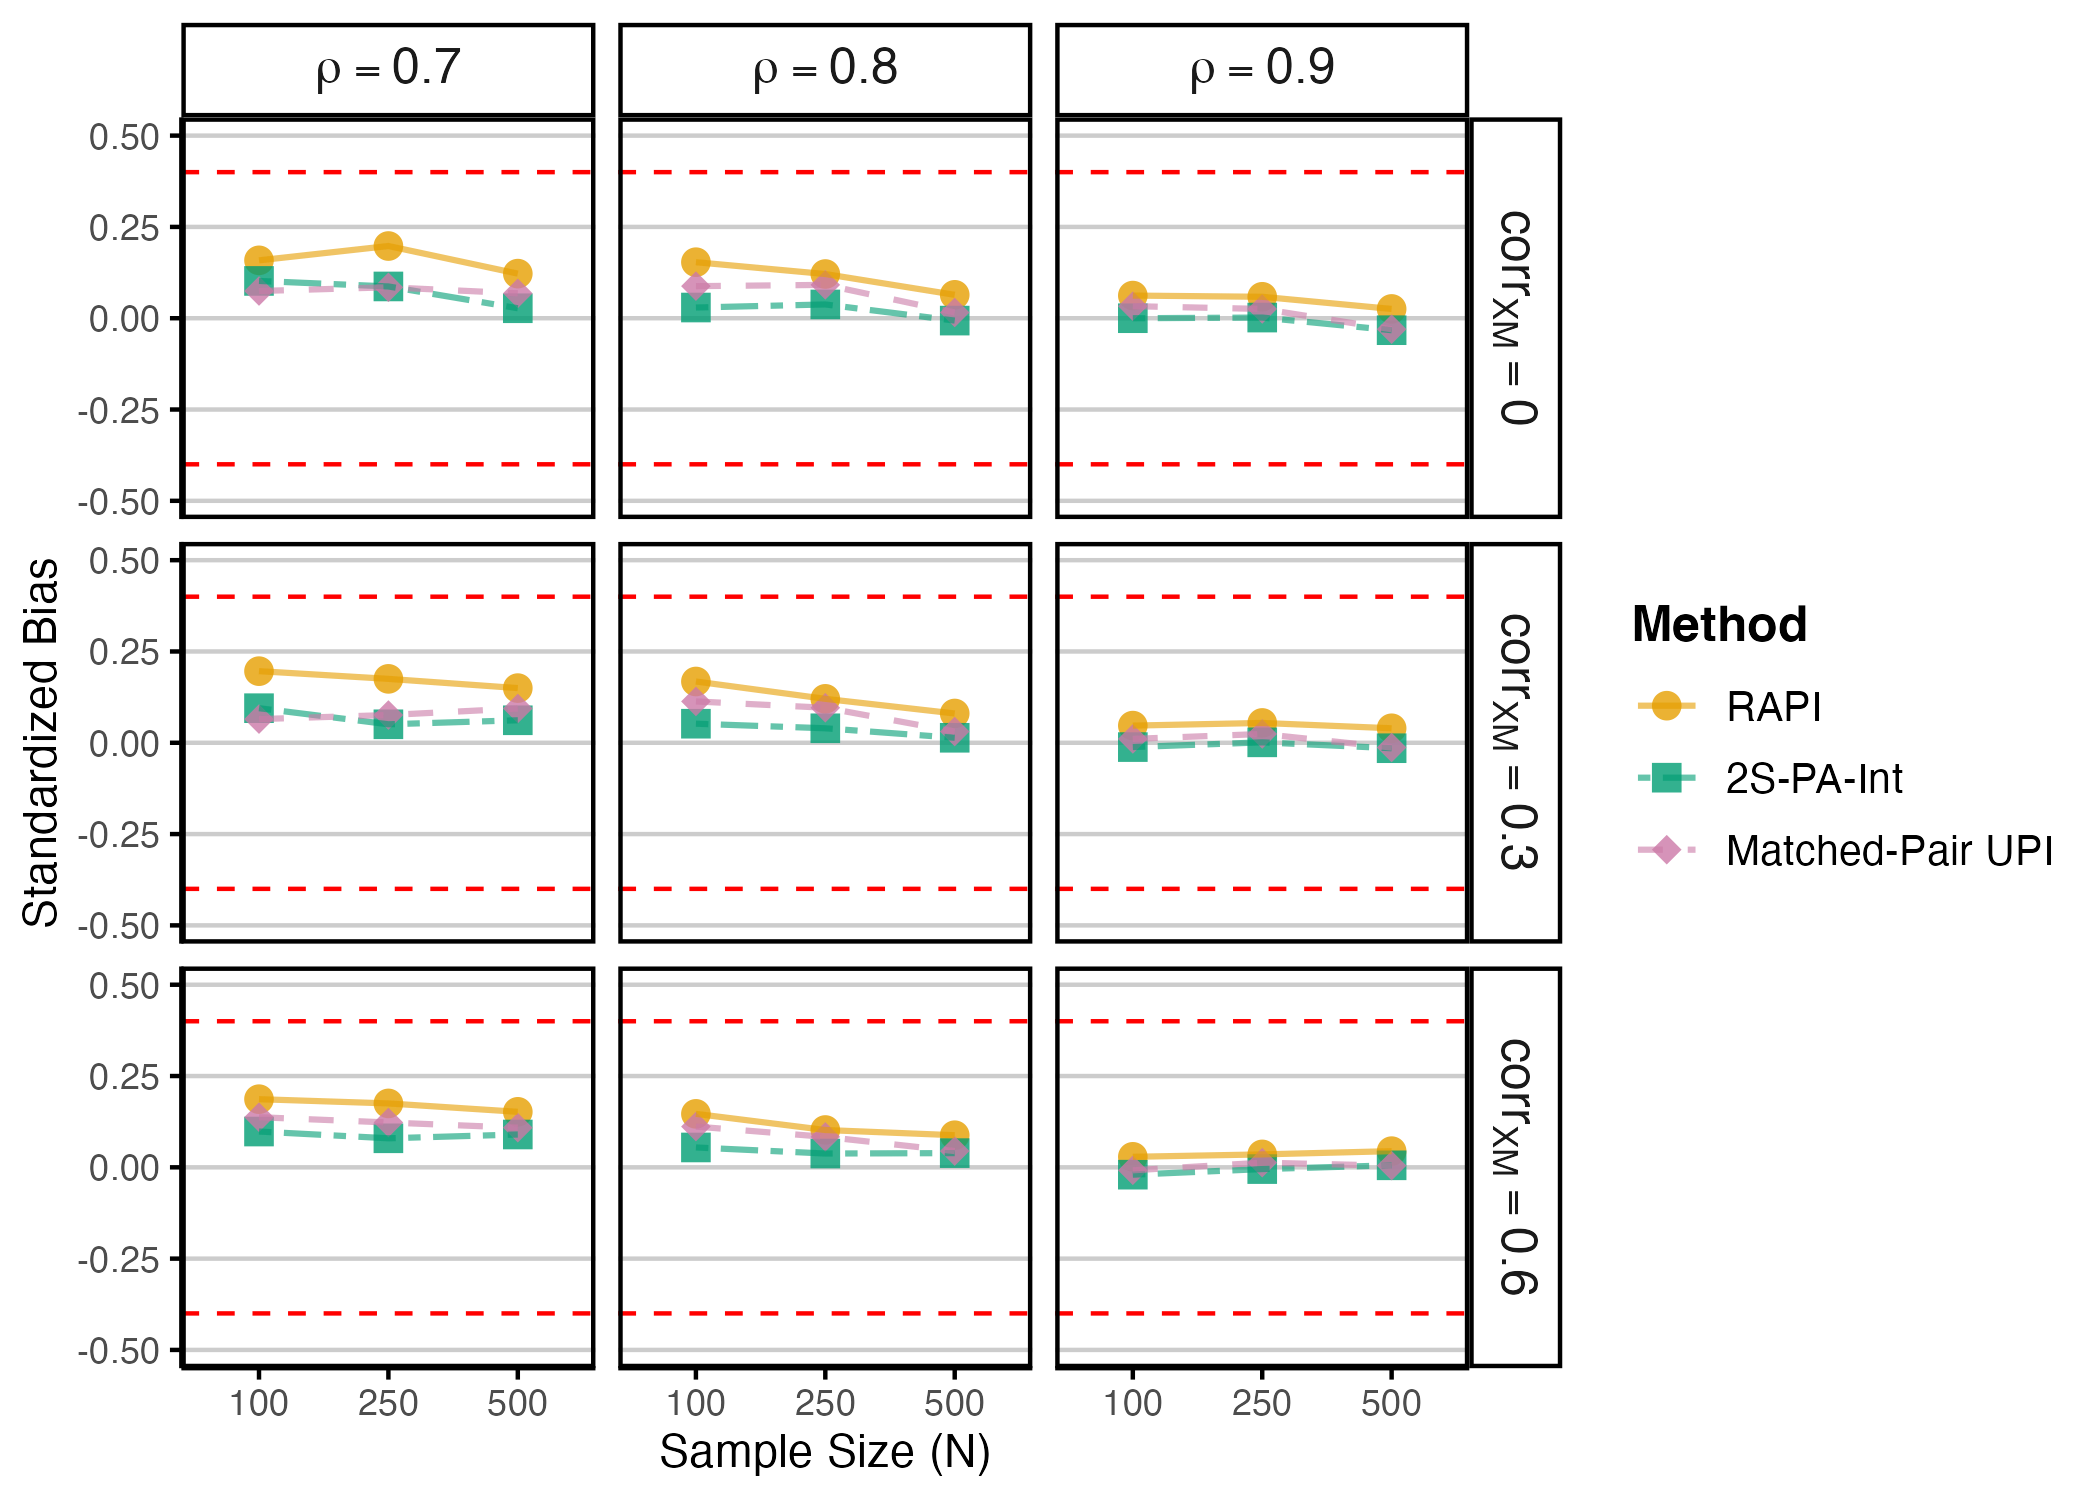 ρ = 0.7
ρ = 0.8
ρ = 0.9
0.50
0.25
0.00
-0.25
-0.50
corrXM = 0
0.50
0.25
0.00
-0.25
-0.50
corrXM = 0.3
0.50
0.25
0.00
-0.25
-0.50
corrXM = 0.6
100 250 500
100 250 500
100 250 500
Sample Size (N)
Standardized Bias
Method
RAPI
2S-PA-Int
Matched-Pair UPI